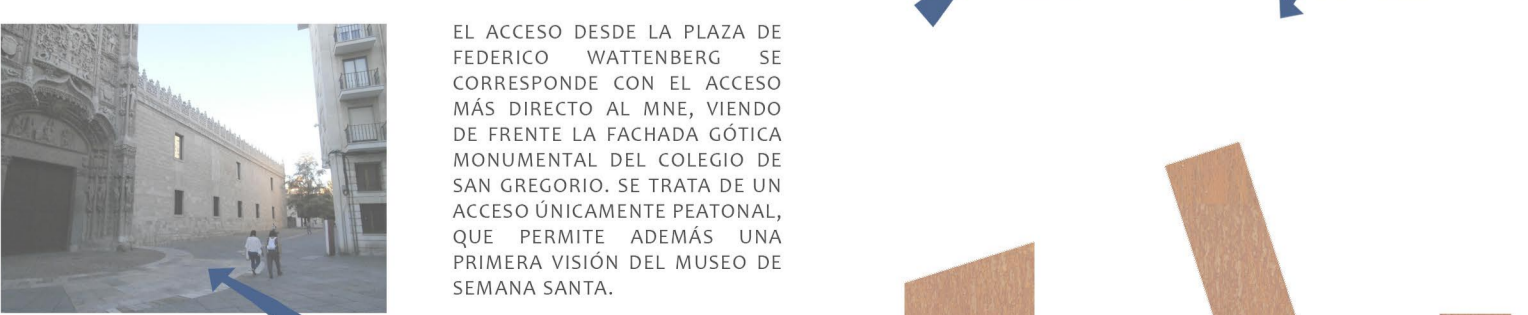 EL ACCESO DESDE LA PLAZA DE
FEDERICO WATTENBERG SE
CORRESPONDE CON EL ACCESO
MÁS DIRECTO AL MNE, VIENDO
DE FRENTE LA FACHADA GÓTICA
MONUMENTAL DEL COLEGIO DE
SAN GREGORIO. SE TRATA DE UN
ACCESO ÚNICAMENTE PEATONAL,
QUE PERMITE ADEMÁS UNA
PRIMERA VISIÓN DEL MUSEO DE
SEMANA SANTA.